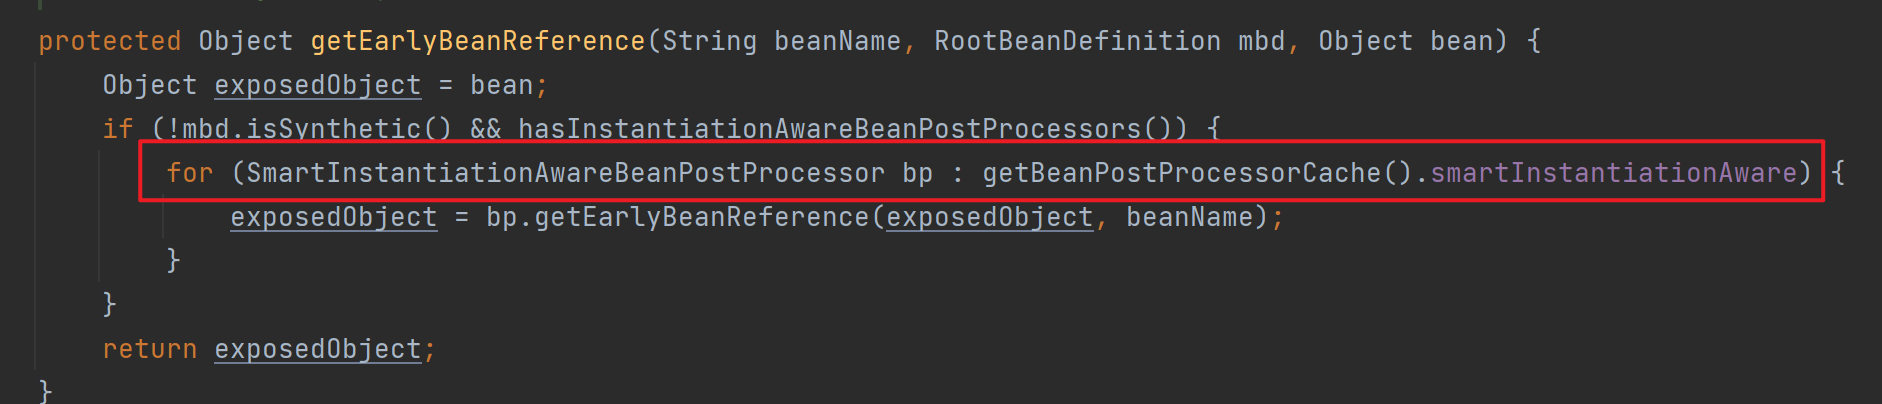 protected Object getEarlyBeanReference(String beanName, RootBeanDefinition mbd, Object bean) {
    Object exposedObject = bean;
    if (!mbd.isSynthetic() && hasInstantiationAwareBeanPostProcessors()) {
        for (SmartInstantiationAwareBeanPostProcessor bp : getBeanPostProcessorCache().smartInstantiationAware) {
            exposedObject = bp.getEarlyBeanReference(exposedObject, beanName);
        }
    }
    return exposedObject;
}